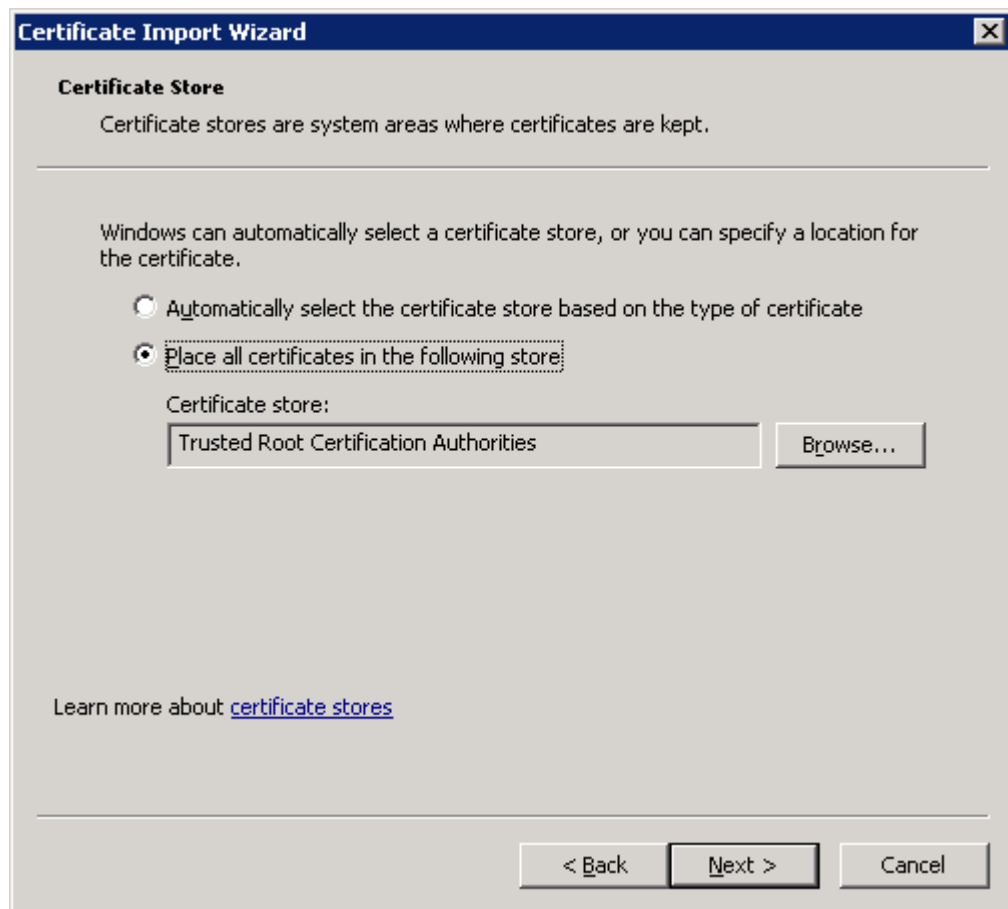 Certificate Import Wizard
Certificate Store
Certificate stores are system areas where certificates are kept.
Windows can automatically select a certificate store, or you can specify a location for
the certificate.
Automatically select the certificate store based on the type of certificate
Place all certificates in the following store
Certificate store:
Trusted Root Certification Authorities
Browse...
Learn more about certificate stores
< Back
Next >
Cancel